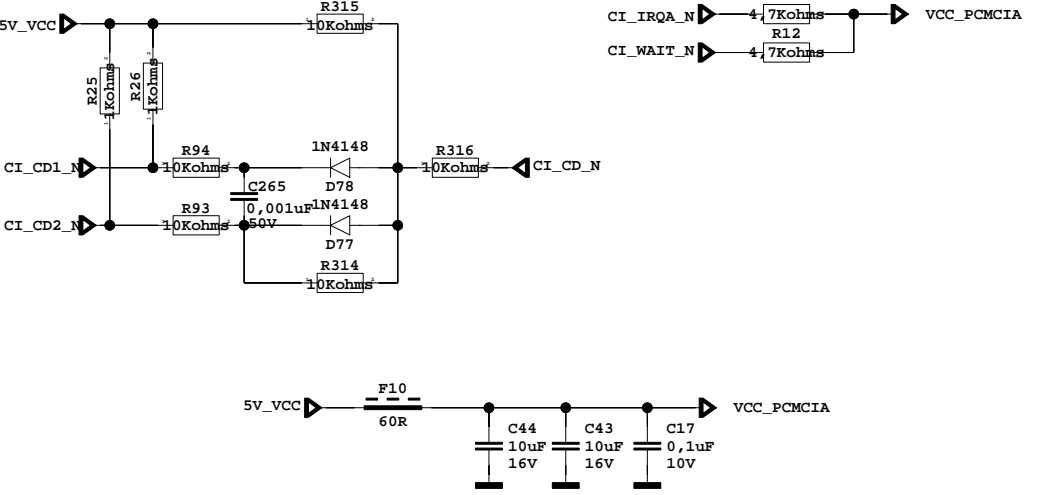 R315
5V_VCC
10Kohms
R25
1Kohms
R26
1Kohms
CI_IRQA_N
4,7Kohms
VCC_PCMCIA
R12
CI_WAIT_N
4,7Kohms
R94
1N4148
R316
CI_CD1_N
10Kohms
10Kohms
CI_CD_N
D78
C265
0,001uF
50V
R93
1N4148
CI_CD2_N
10Kohms
D77
R314
10Kohms
F10
5V_VCC
VCC_PCMCIA
60R
C44
10uF
16V
C43
10uF
16V
C17
0,1uF
10V